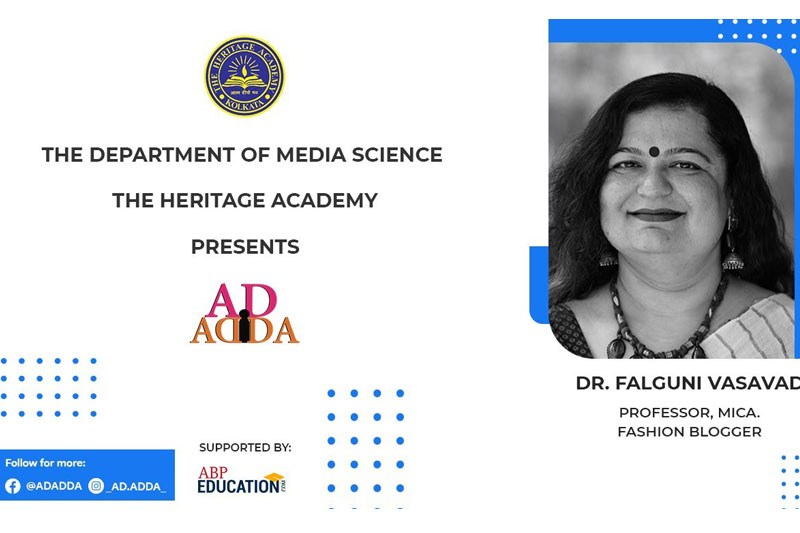 THE HERITAGE ACADEMY
KOLKATA
THE DEPARTMENT OF MEDIA SCIENCE
THE HERITAGE ACADEMY
PRESENTS
AD
ADDA
SUPPORTED BY:
ABP
EDUCATION.COM
Follow for more:
@ADADDA _AD.ADDA_
DR. FALGUNI VASAVAD
PROFESSOR, MICA.
FASHION BLOGGER